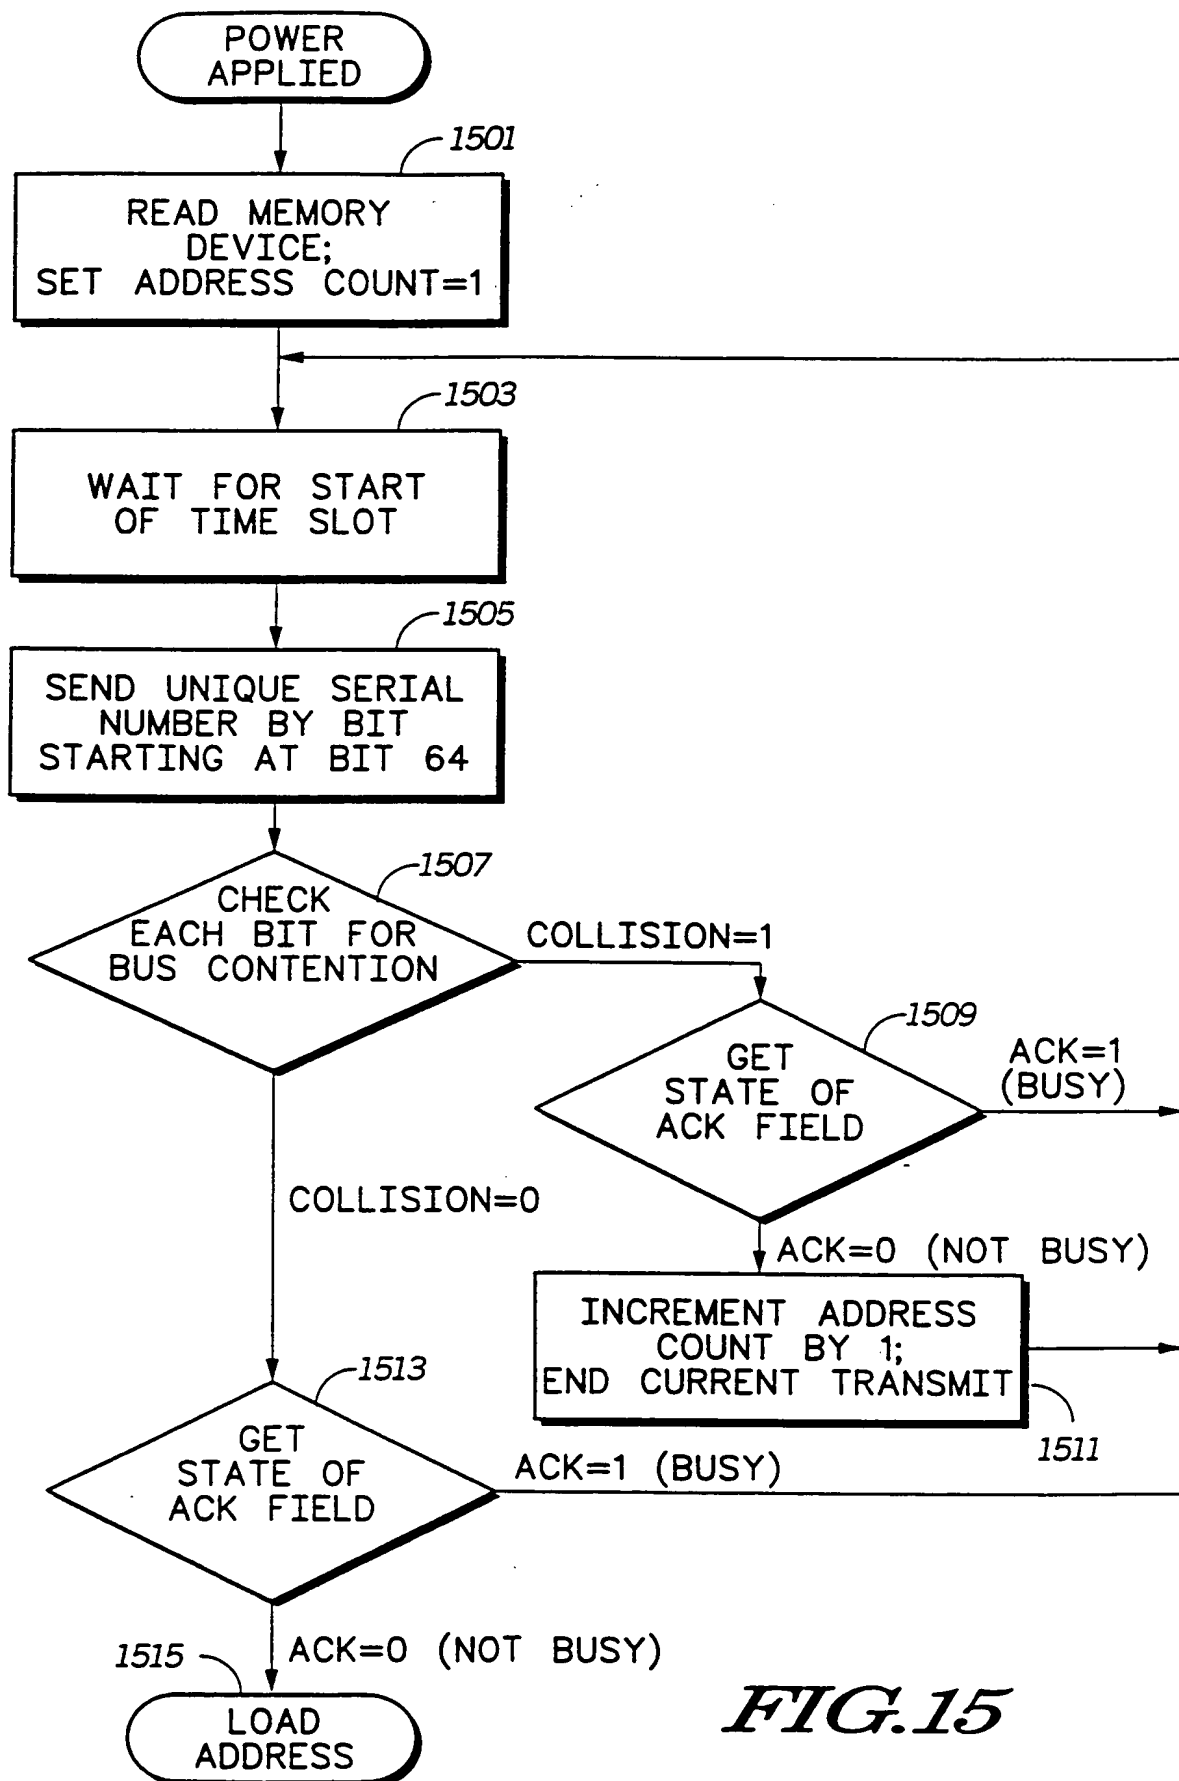 POWER
APPLIED
1501
READ MEMORY
DEVICE;
SET ADDRESS COUNT=1
1503
WAIT FOR START
OF TIME SLOT
1505
SEND UNIQUE SERIAL
NUMBER BY BIT
STARTING AT BIT 64
1507
CHECK
EACH BIT FOR
BUS CONTENTION
COLLISION=1
1509
GET
STATE OF
ACK FIELD
ACK=1
(BUSY)
COLLISION=0
ACK=0 (NOT BUSY)
INCREMENT ADDRESS
COUNT BY 1;
END CURRENT TRANSMIT
1511
1513
GET
STATE OF
ACK FIELD
ACK=1 (BUSY)
ACK=0 (NOT BUSY)
1515
LOAD
ADDRESS
FIG.15